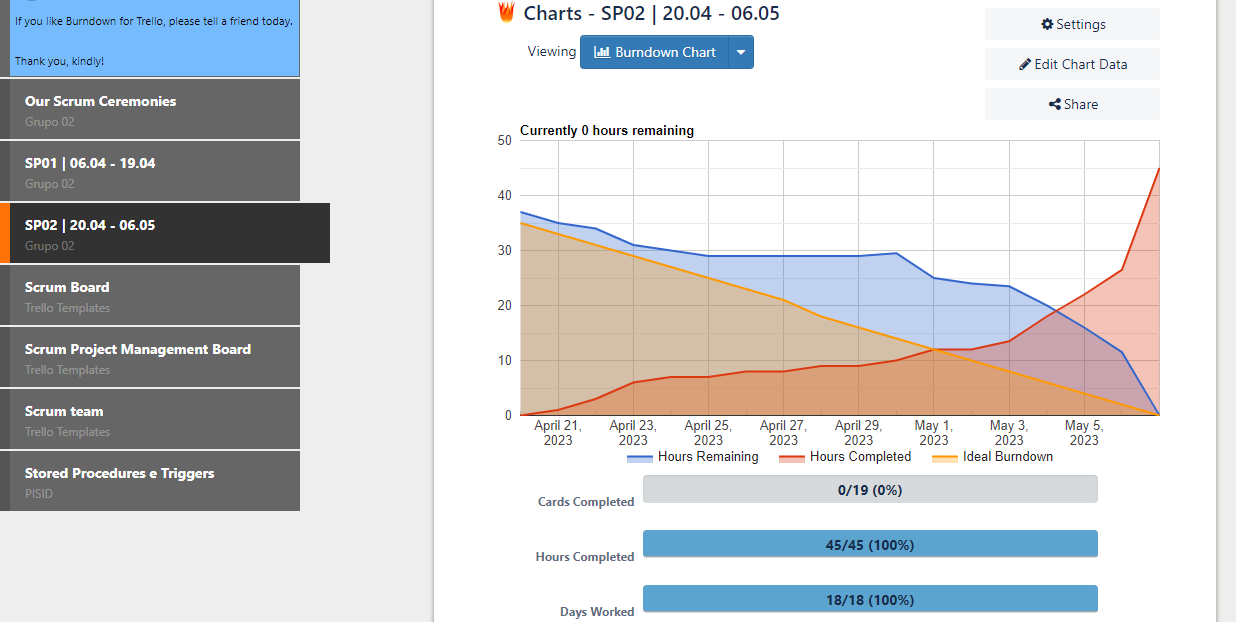 If you like Burndown for Trello, please tell a friend today.
Thank you, kindly!
Our Scrum Ceremonies
Grupo 02
SP01 | 06.04 - 19.04
Grupo 02
SP02 | 20.04 - 06.05
Grupo 02
Scrum Board
Trello Templates
Scrum Project Management Board
Trello Templates
Scrum team
Trello Templates
Stored Procedures e Triggers
PISID
Charts - SP02 | 20.04 - 06.05
Viewing Burndown Chart
Settings
Edit Chart Data
Share
Currently 0 hours remaining
50
40
30
20
10
0
April 21, 2023
April 23, 2023
April 25, 2023
April 27, 2023
April 29, 2023
May 1, 2023
May 3, 2023
May 5, 2023
Hours Remaining Hours Completed Ideal Burndown
Cards Completed 0/19 (0%)
Hours Completed 45/45 (100%)
Days Worked 18/18 (100%)